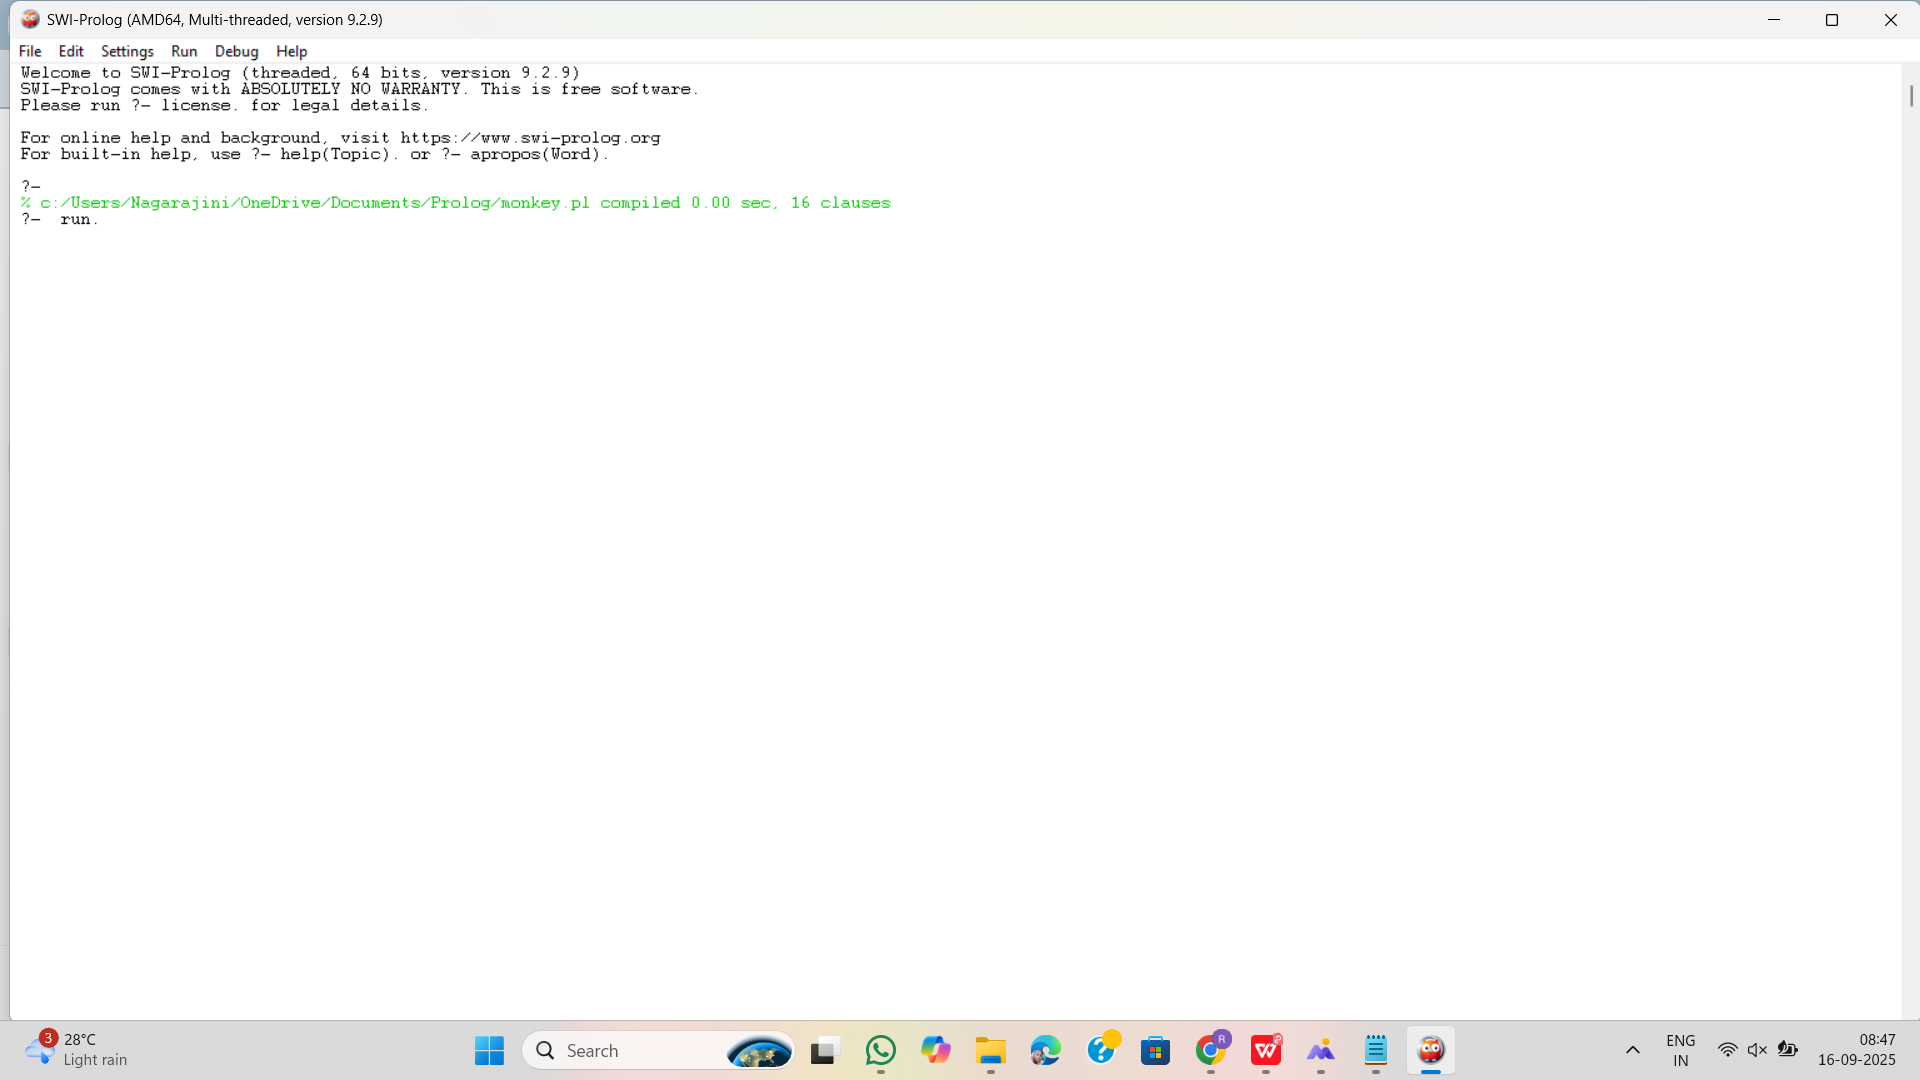 SWI-Prolog (AMD64, Multi-threaded, version 9.2.9)
File Edit Settings Run Debug Help
Welcome to SWI-Prolog (threaded, 64 bits, version 9.2.9)
SWI-Prolog comes with ABSOLUTELY NO WARRANTY. This is free software.
Please run ?- license. for legal details.
For online help and background, visit https://www.swi-prolog.org
For built-in help, use ?- help(Topic). or ?- apropos(Word).
?-
% c:/Users/Nagarajini/OneDrive/Documents/Prolog/monkey.pl compiled 0.00 sec, 16 clauses
?-  run.
3
28°C
Light rain
Search
R
W
ENG
IN
08:47
16-09-2025